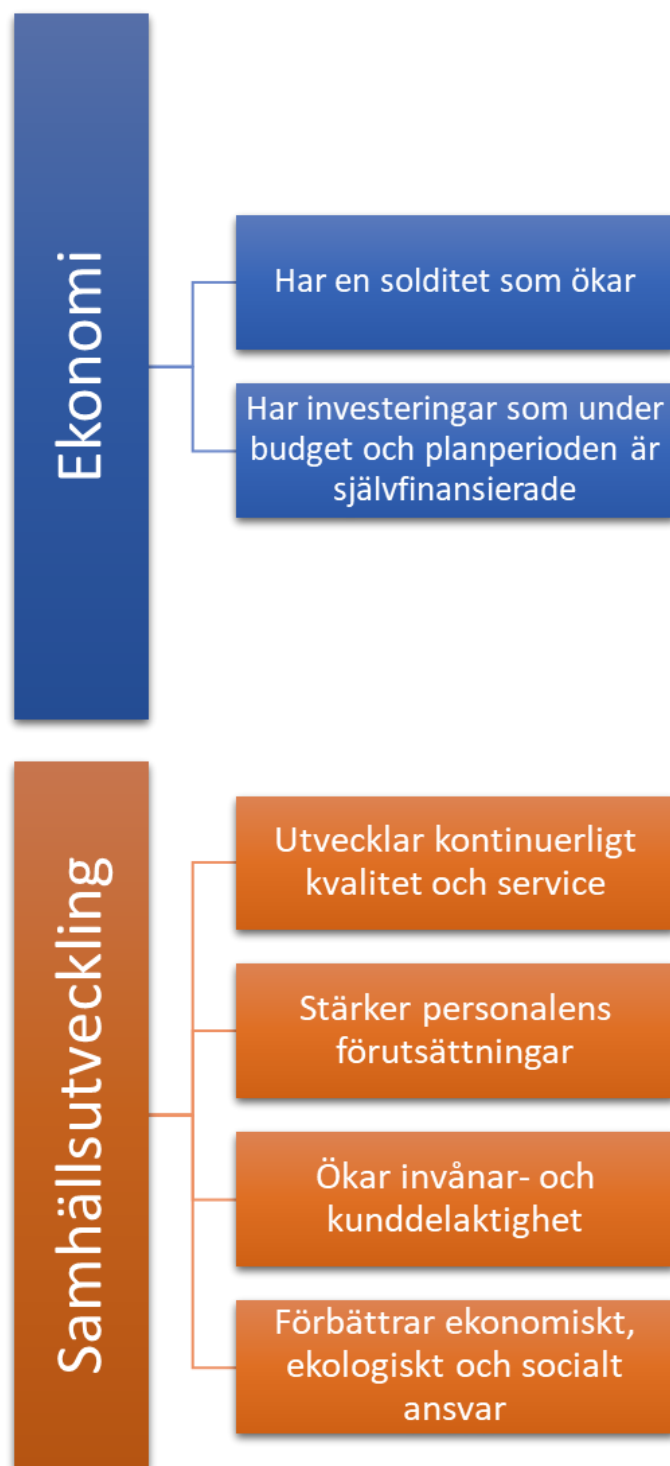 Ekonomi
Har en solditet som ökar
Har investeringar som under
budget och planperioden är
självfinansierade
Samhällsutveckling
Utvecklar kontinuerligt
kvalitet och service
Stärker personalens
förutsättningar
Ökar invånar- och
kunddelaktighet
Förbättrar ekonomiskt,
ekologiskt och socialt
ansvar